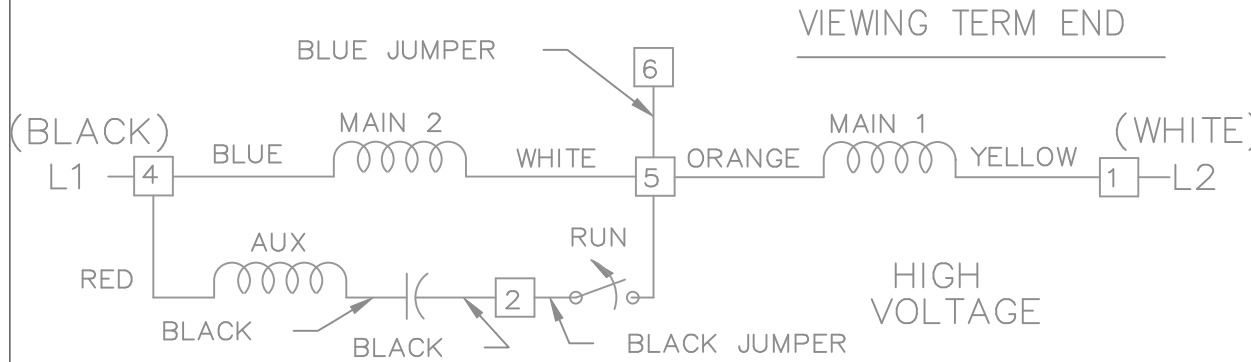 VIEWING TERM END
BLUE JUMPER
6
(BLACK)
MAIN 2
MAIN 1
(WHITE)
L1
4
BLUE
WHITE
5
ORANGE
YELLOW
1
L2
AUX
RUN
RED
2
HIGH
VOLTAGE
BLACK
BLACK
BLACK JUMPER